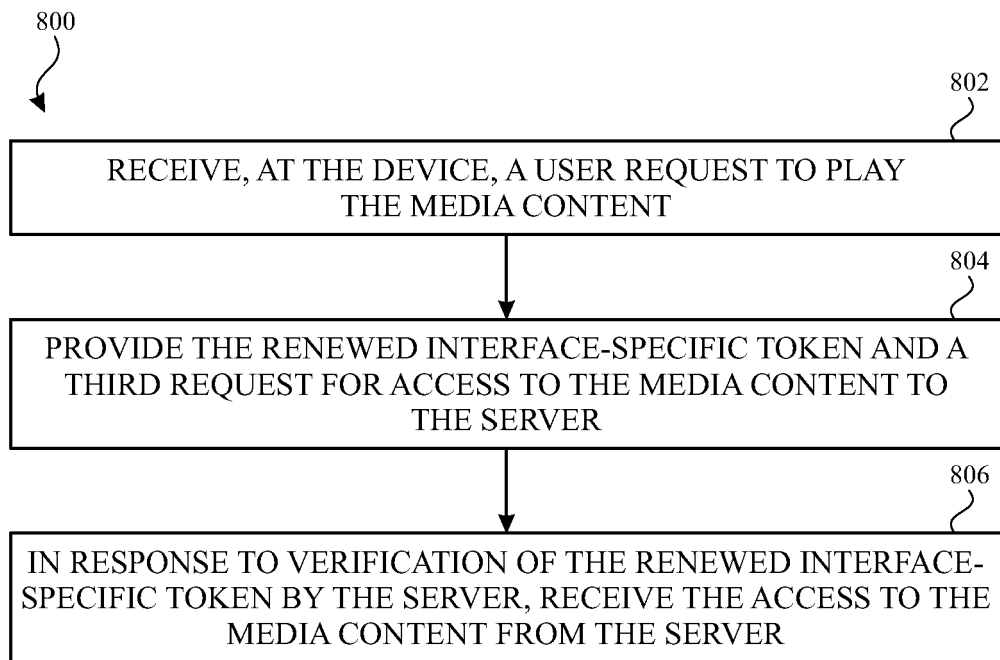 800
802
RECEIVE, AT THE DEVICE, A USER REQUEST TO PLAY
THE MEDIA CONTENT
804
PROVIDE THE RENEWED INTERFACE-SPECIFIC TOKEN AND A
THIRD REQUEST FOR ACCESS TO THE MEDIA CONTENT TO
THE SERVER
806
IN RESPONSE TO VERIFICATION OF THE RENEWED INTERFACE-
SPECIFIC TOKEN BY THE SERVER, RECEIVE THE ACCESS TO THE
MEDIA CONTENT FROM THE SERVER